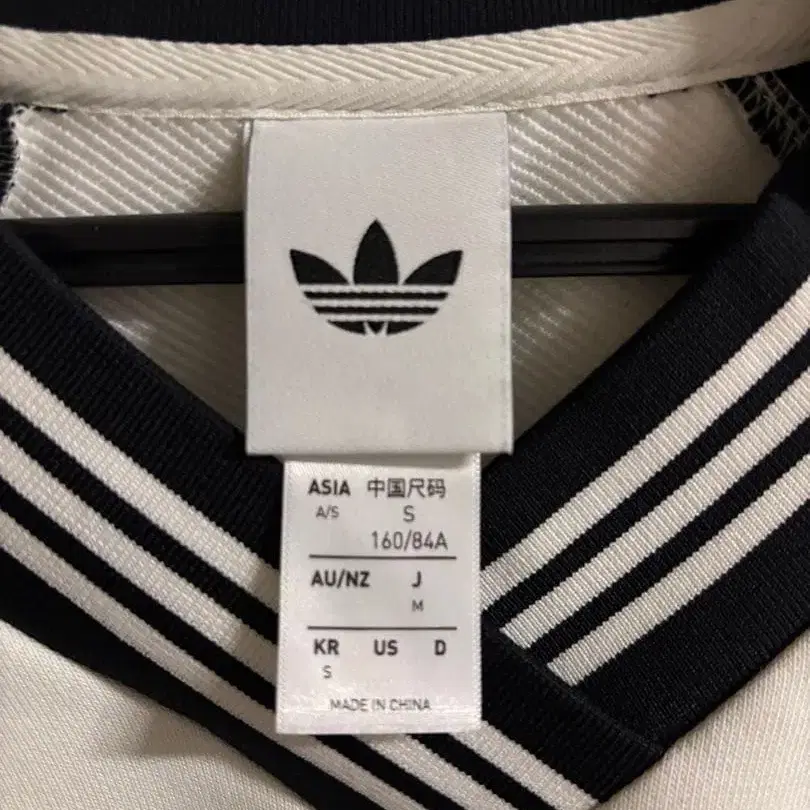 ASIA 中国尺码
A/S S
160/84A
AU/NZ J
M
KR US D
S
MADE IN CHINA